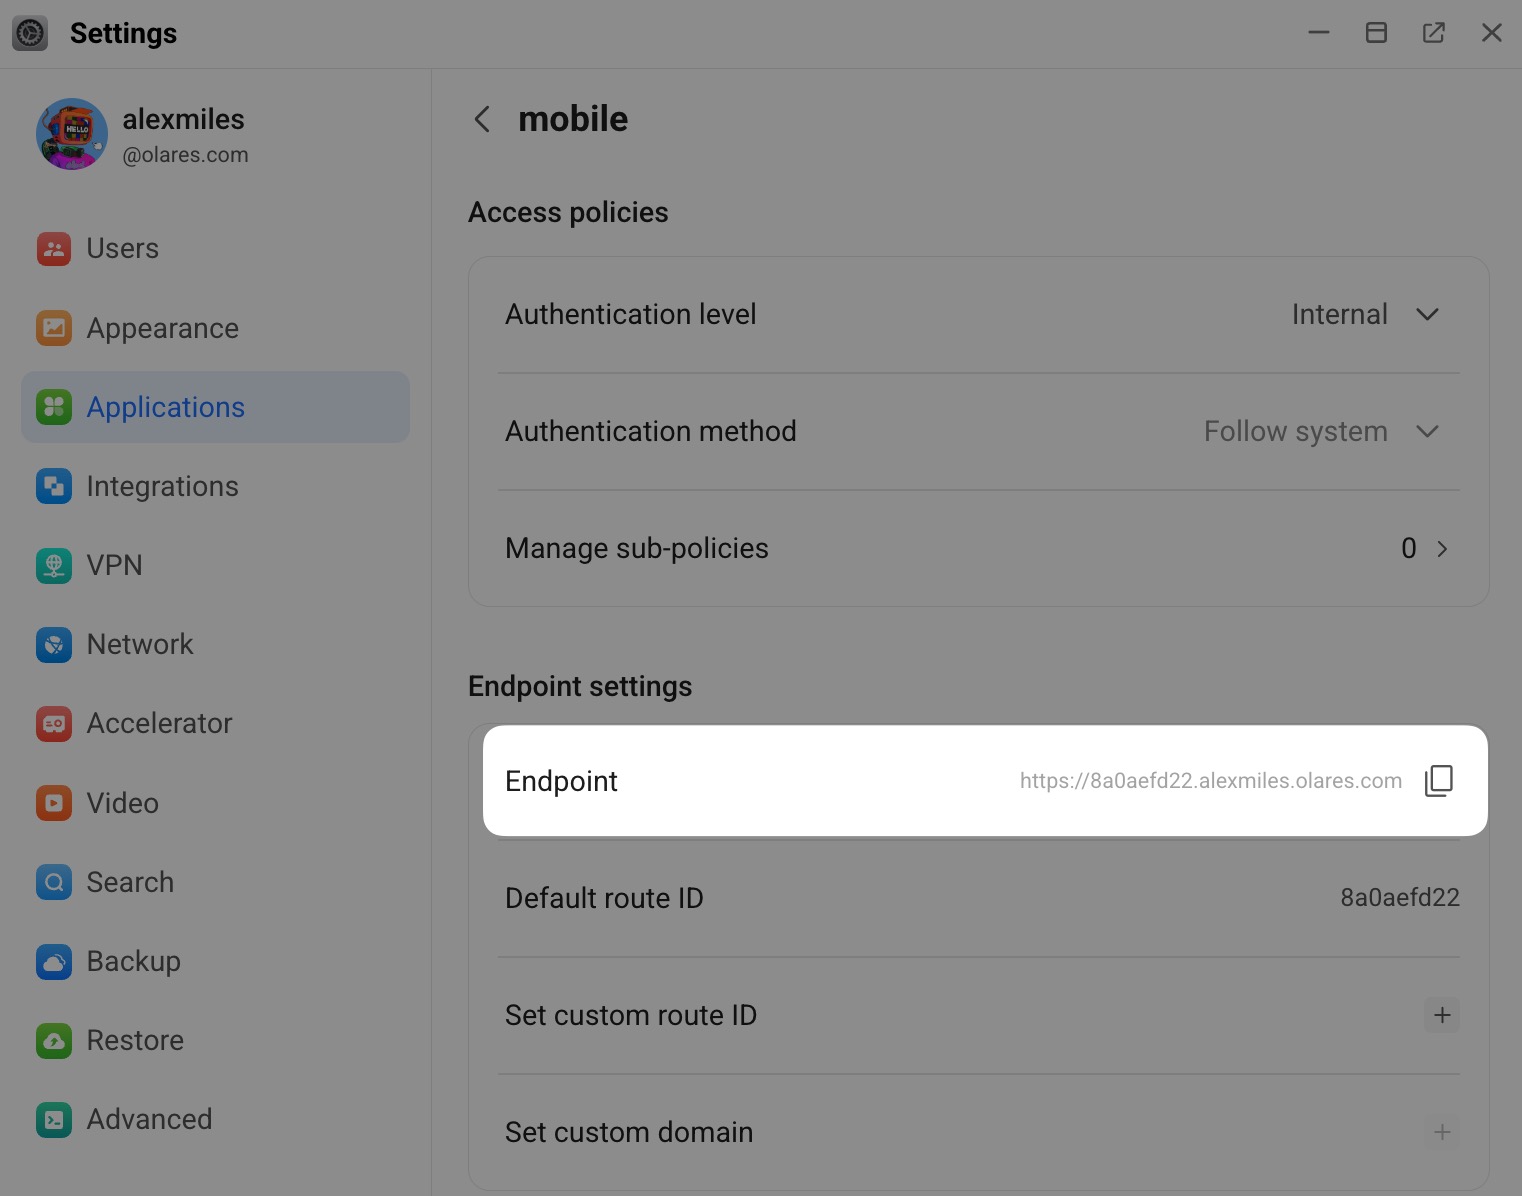 Settings
alexmiles
@olares.com
HELLO
Users
Appearance
Applications
Integrations
VPN
Network
Accelerator
Video
Search
Backup
Restore
Advanced
mobile
Access policies
Authentication level Internal
Authentication method Follow system
Manage sub-policies 0
Endpoint settings
Endpoint https://8a0aefd22.alexmiles.olares.com
Default route ID 8a0aefd22
Set custom route ID
Set custom domain